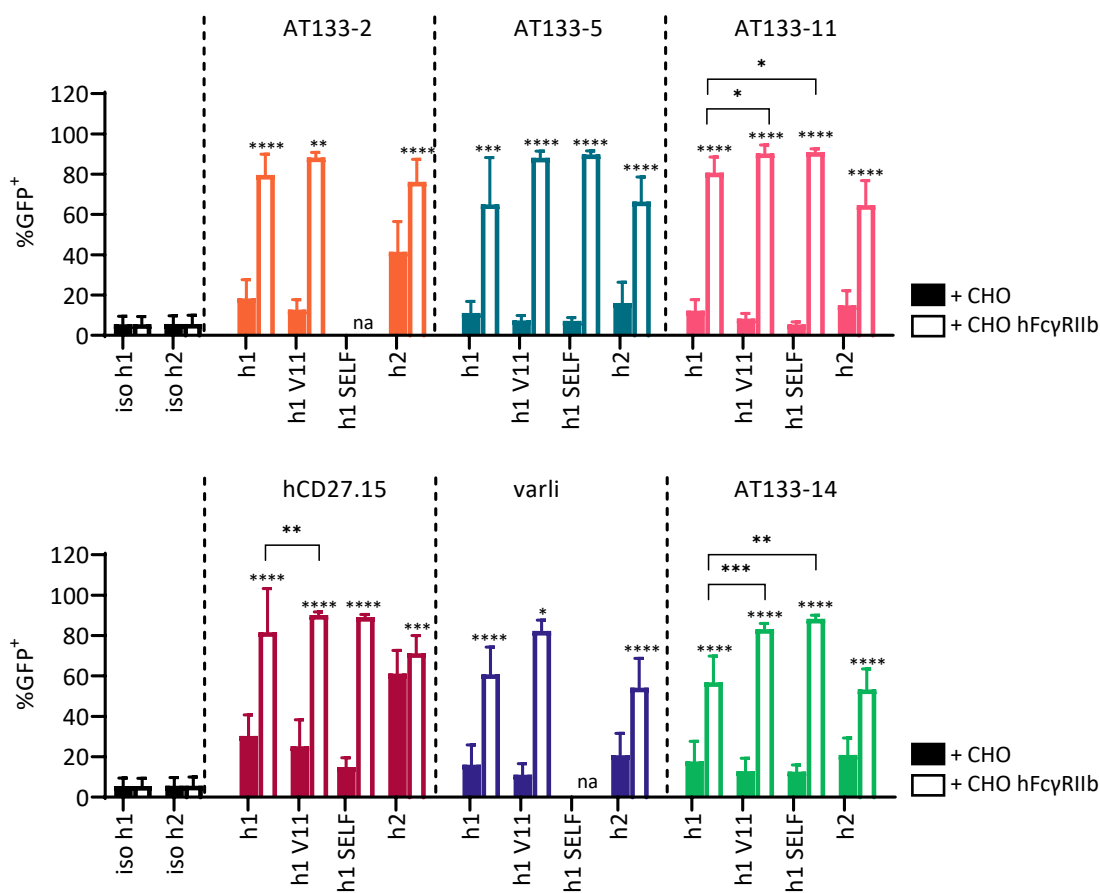 AT133-2 AT133-5 AT133-11
* 
*
**** ** **** *** **** **** **** **** **** **** ****
%GFP+
120
100
80
60
40
20
0
na
+ CHO
+ CHO hFcγRIIb
iso h1 iso h2 h1 h1 V11 h1 SELF h2 h1 h1 V11 h1 SELF h2 h1 h1 V11 h1 SELF h2
hCD27.15 varli AT133-14
** **
***
**** **** **** *** **** * **** **** **** **** ****
%GFP+
120
100
80
60
40
20
0
na
+ CHO
+ CHO hFcγRIIb
iso h1 iso h2 h1 h1 V11 h1 SELF h2 h1 h1 V11 h1 SELF h2 h1 h1 V11 h1 SELF h2